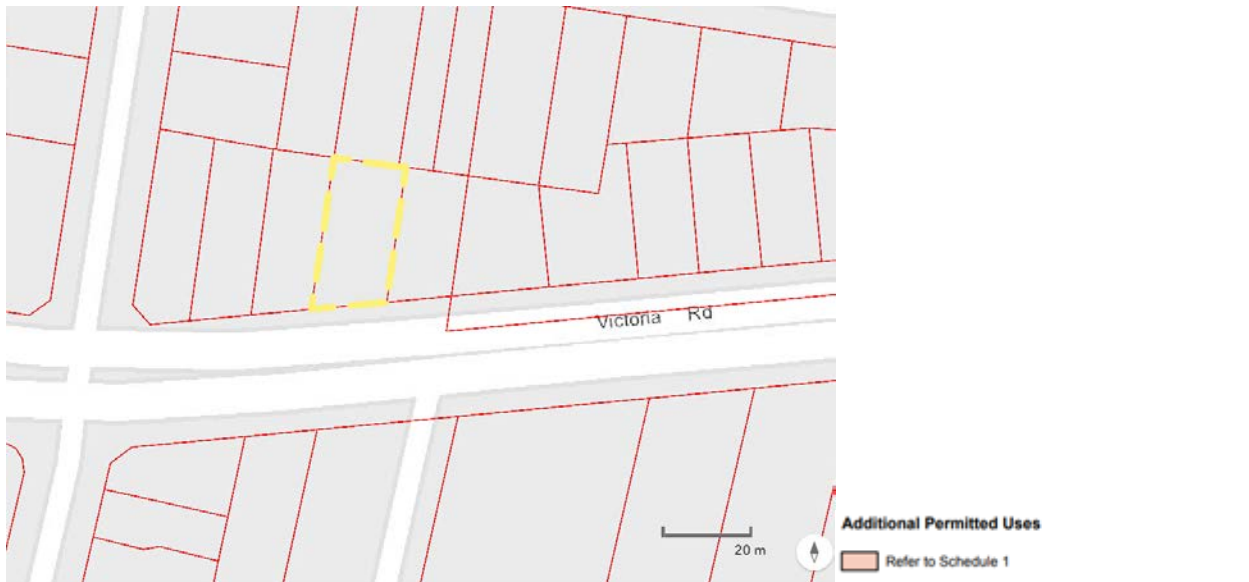 Victoria Rd
20 m
Additional Permitted Uses
Refer to Schedule 1